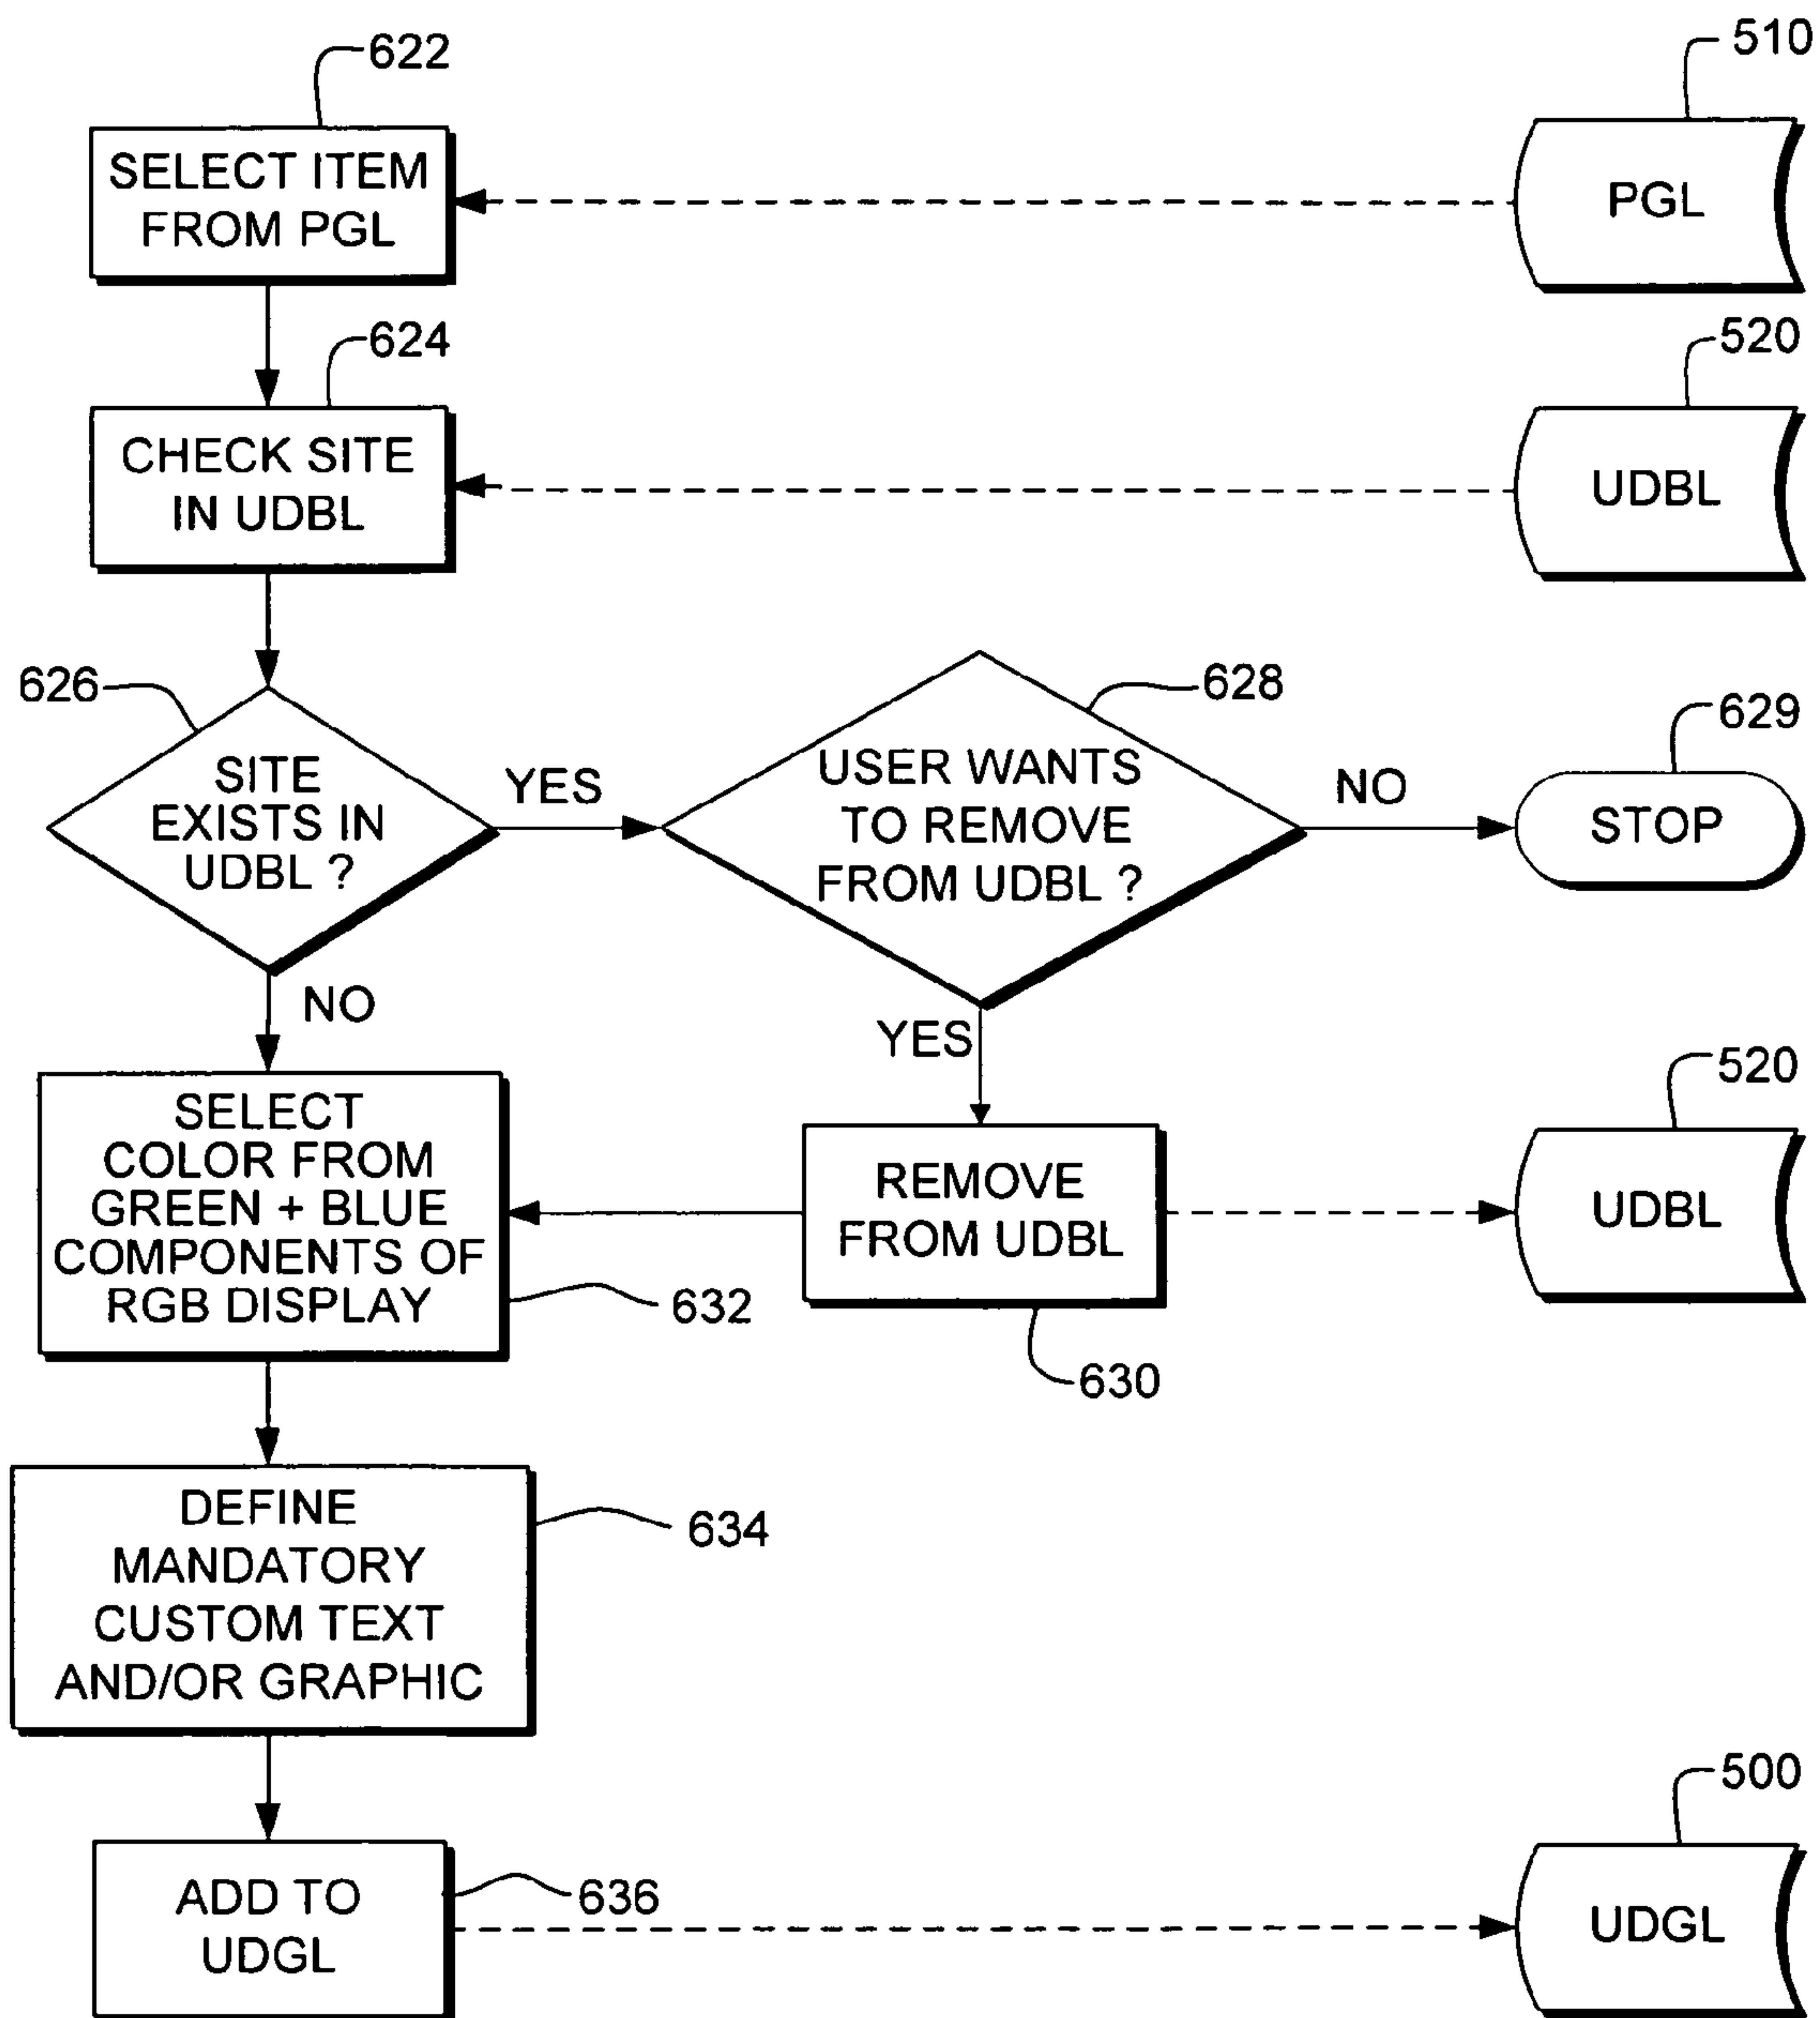 622
510
SELECT ITEM
FROM PGL
PGL
624
520
CHECK SITE
IN UDBL
UDBL
626
628
629
SITE
EXISTS IN
UDBL ?
YES
USER WANTS
TO REMOVE
FROM UDBL ?
NO
STOP
NO
YES
520
SELECT
COLOR FROM
GREEN + BLUE
COMPONENTS OF
RGB DISPLAY
632
REMOVE
FROM UDBL
UDBL
630
DEFINE
MANDATORY
CUSTOM TEXT
AND/OR GRAPHIC
634
500
ADD TO
UDGL
636
UDGL